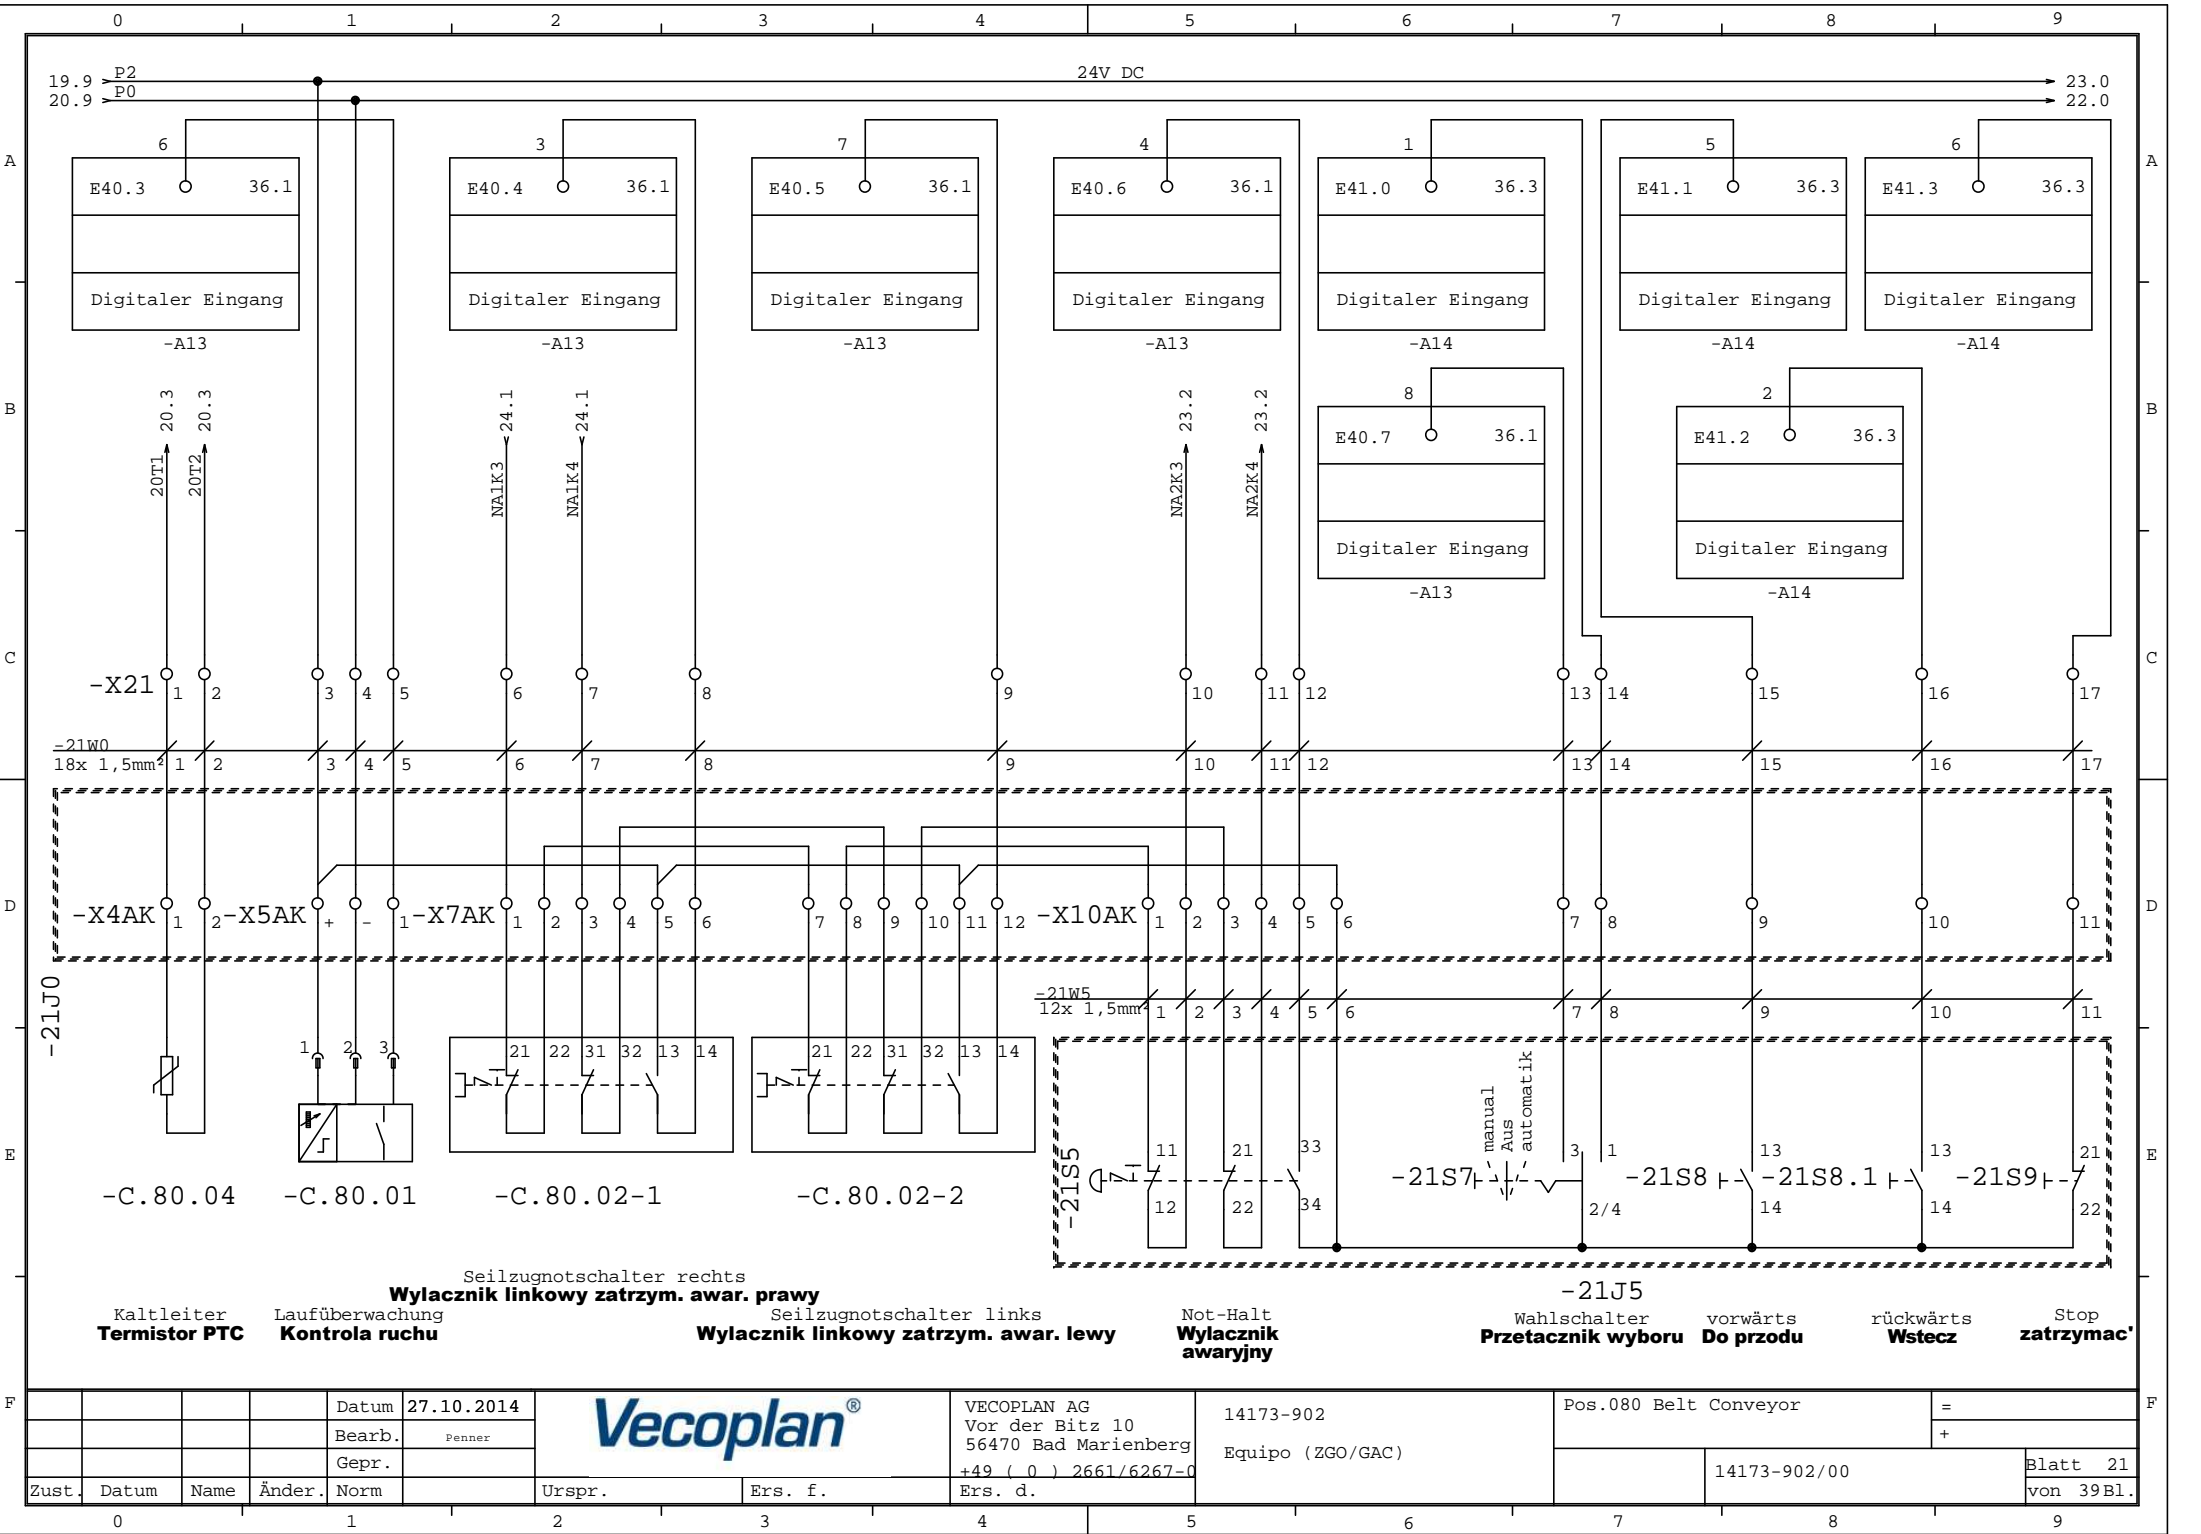 0 1 2 3 4 5 6 7 8 9
19.9 P2 24V DC 23.0
20.9 P0 22.0
6 3 7 4 1 5 6
A A
E40.3 36.1 E40.4 36.1 E40.5 36.1 E40.6 36.1 E41.0 36.3 E41.1 36.3 E41.3 36.3
Digitaler Eingang Digitaler Eingang Digitaler Eingang Digitaler Eingang Digitaler Eingang Digitaler Eingang Digitaler Eingang
-A13 -A13 -A13 -A13 -A14 -A14 -A14
20.3 20.3 24.1 24.1 23.2 23.2
8 2
B B
E40.7 36.1 E41.2 36.3
20T1 20T2 NA1K3 NA1K4 NA2K3 NA2K4
Digitaler Eingang Digitaler Eingang
-A13 -A14
C C
-X21 1 2 3 4 5 6 7 8 9 10 11 12 13 14 15 16 17
-21W0
18x 1,5mm² 1 2 3 4 5 6 7 8 9 10 11 12 13 14 15 16 17
D D
-X4AK 1 2 -X5AK + - 1 -X7AK 1 2 3 4 5 6 7 8 9 10 11 12 -X10AK 1 2 3 4 5 6 7 8 9 10 11
-21J0
-21W5
12x 1,5mm² 1 2 3 4 5 6 7 8 9 10 11
1 2 3 21 22 31 32 13 14 21 22 31 32 13 14
manual
Aus
automatik
E E
11 21 33 3 1 13 13 21
-21S5 -21S7 -21S8 -21S8.1 -21S9
-C.80.04 -C.80.01 -C.80.02-1 -C.80.02-2
12 22 34 2/4 14 14 22
-21J5
Seilzugnotschalter rechts
Wylacznik linkowy zatrzym. awar. prawy
Kaltleiter Laufüberwachung Seilzugnotschalter links Not-Halt Wahlschalter vorwärts rückwärts Stop
Termistor PTC Kontrola ruchu Wylacznik linkowy zatrzym. awar. lewy Wylacznik Przetacznik wyboru Do przodu Wstecz zatrzymac'
awaryjny
F F
Datum 27.10.2014
Bearb. Penner
Gepr.
Zust. Datum Name Änder. Norm
Vecoplan®
Urspr. Ers. f. Ers. d.
VECOPLAN AG
Vor der Bitz 10
56470 Bad Marienberg
+49 ( 0 ) 2661/6267-0
14173-902
Equipo (ZGO/GAC)
Pos.080 Belt Conveyor
=
+
14173-902/00
Blatt 21
von 39Bl.
0 1 2 3 4 5 6 7 8 9